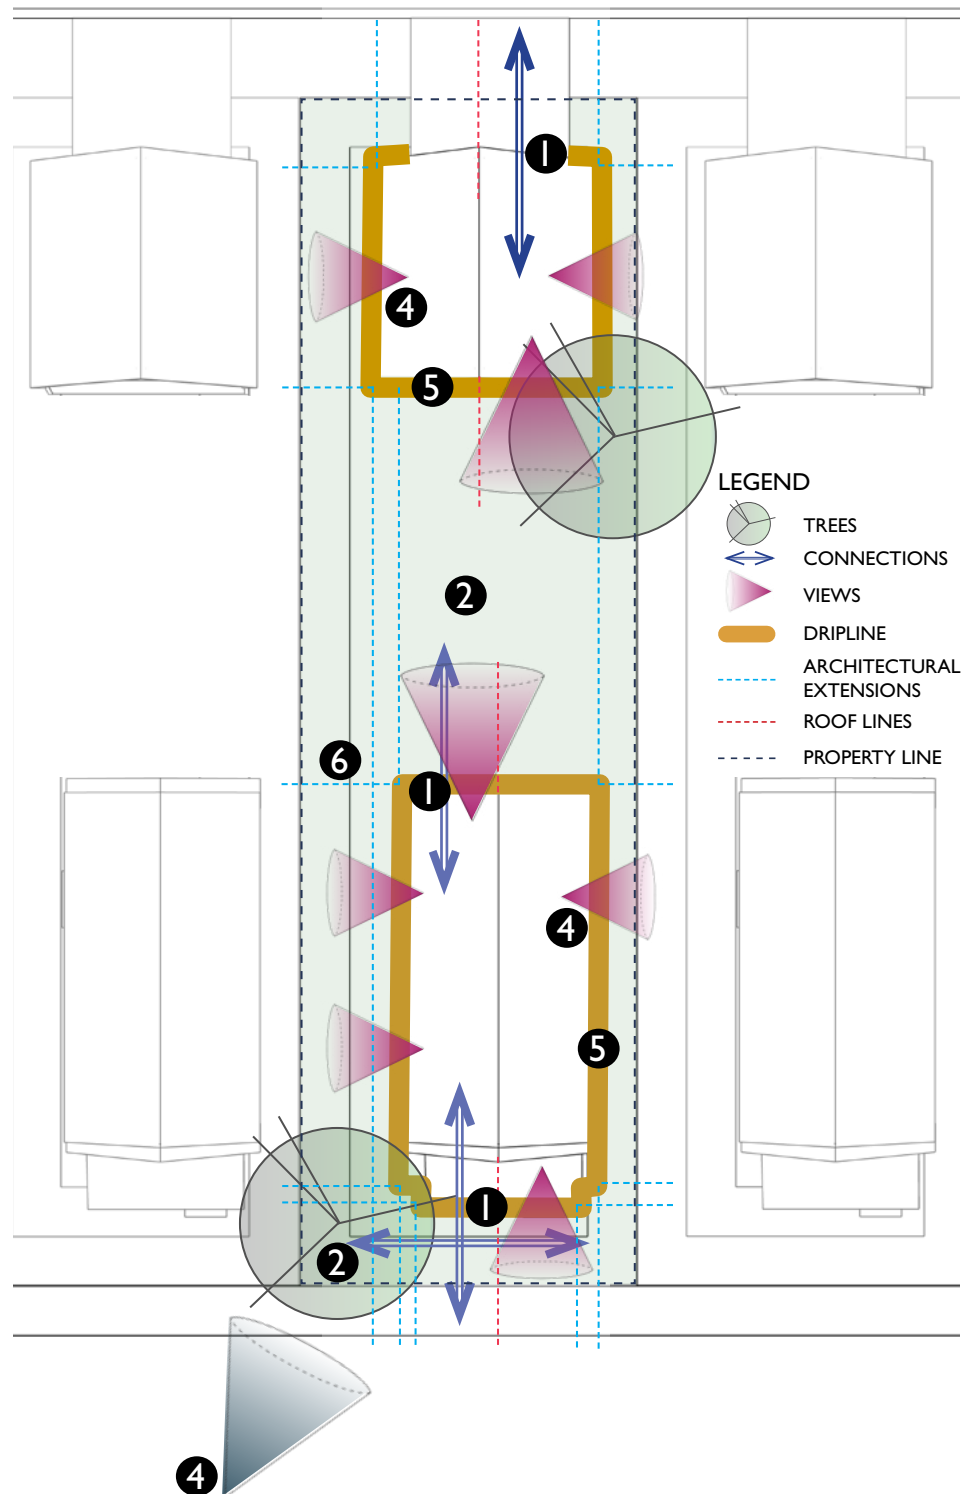 1
4
5
LEGEND
TREES
CONNECTIONS
2
VIEWS
DRIPLINE
ARCHITECTURAL
EXTENSIONS
ROOF LINES
PROPERTY LINE
6
1
4
5
1
2
4